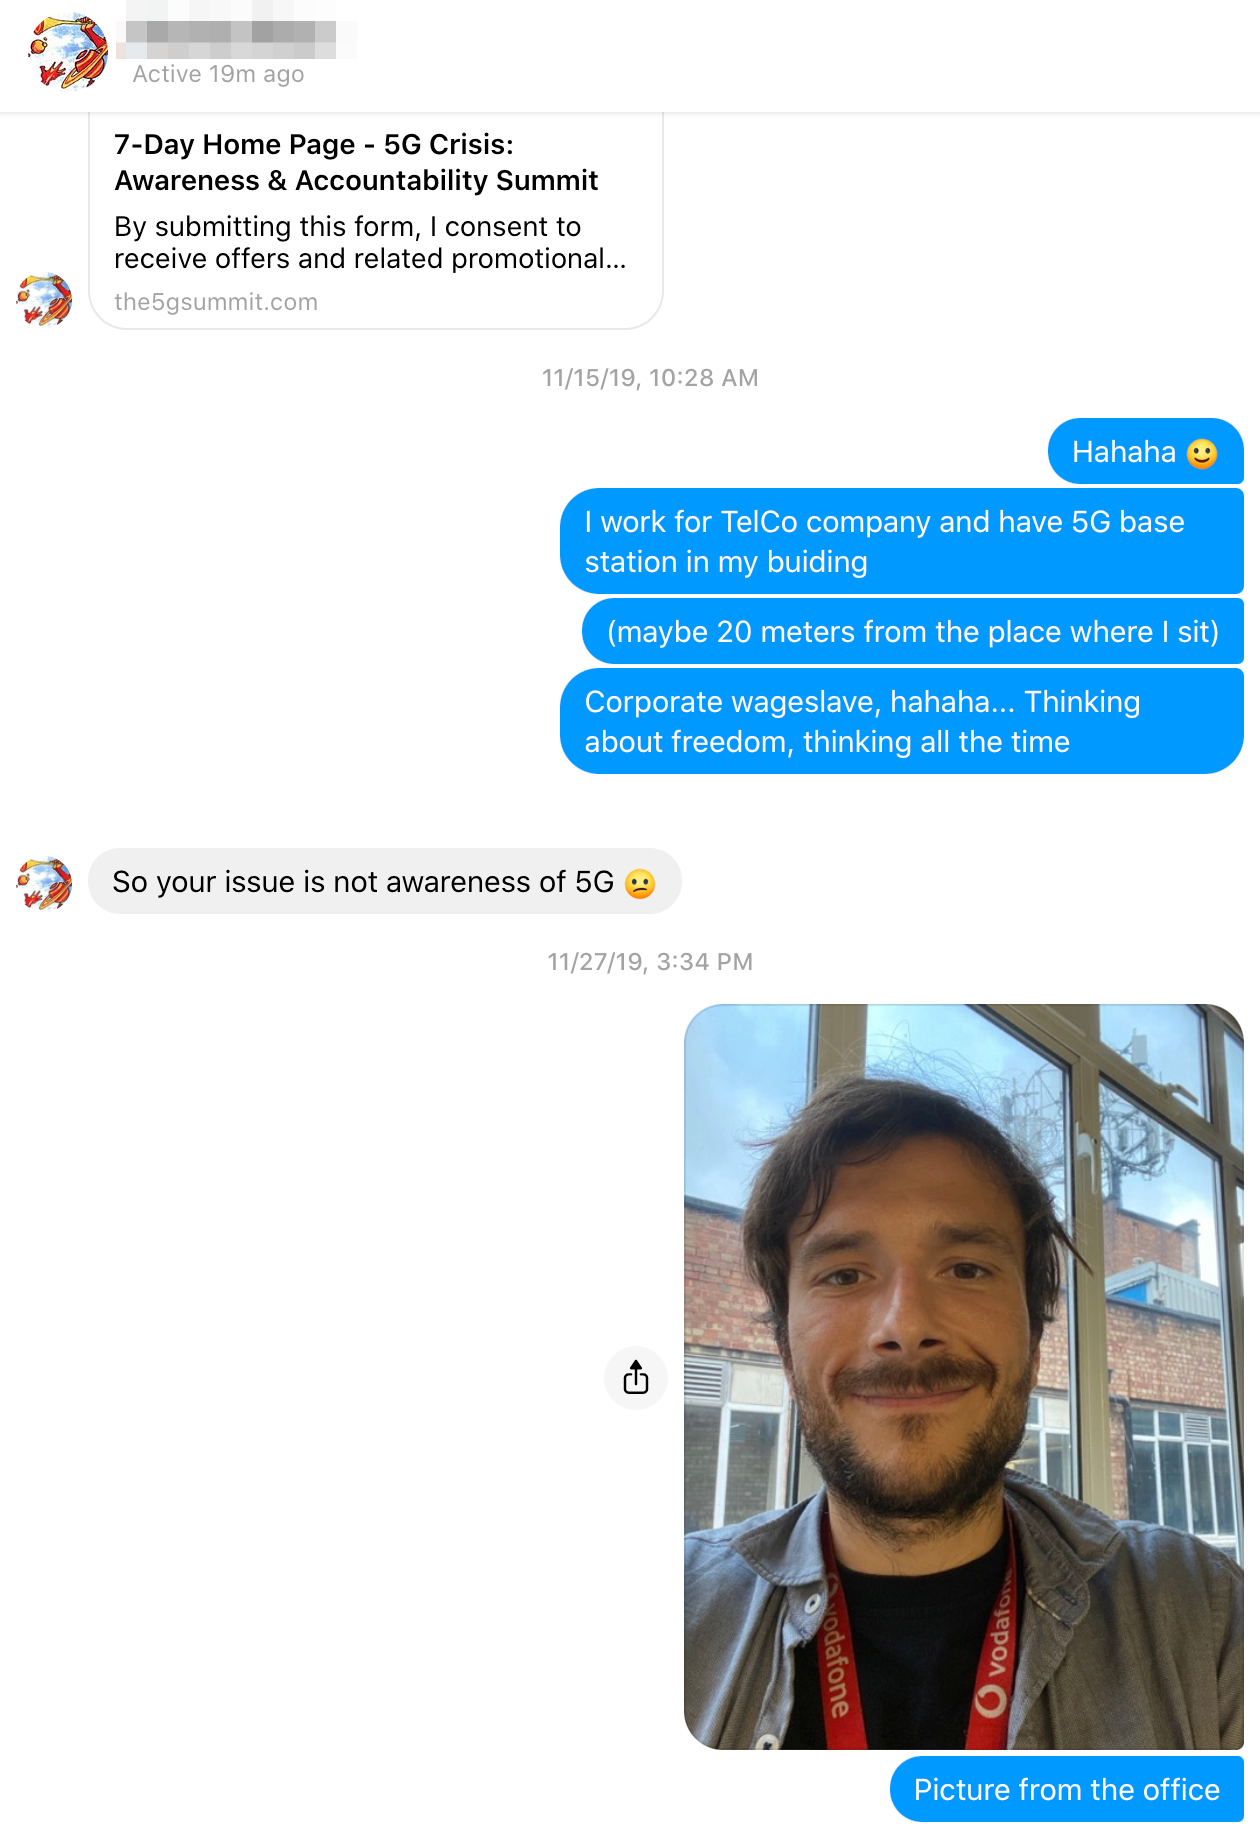 Active 19m ago
7-Day Home Page - 5G Crisis:
Awareness & Accountability Summit
By submitting this form, I consent to
receive offers and related promotional...
the5gsummit.com
11/15/19, 10:28 AM
Hahaha 🙂
I work for TelCo company and have 5G base
station in my buiding
(maybe 20 meters from the place where I sit)
Corporate wageslave, hahaha... Thinking
about freedom, thinking all the time
So your issue is not awareness of 5G 😕
11/27/19, 3:34 PM
vodafone
vodafon
Picture from the office